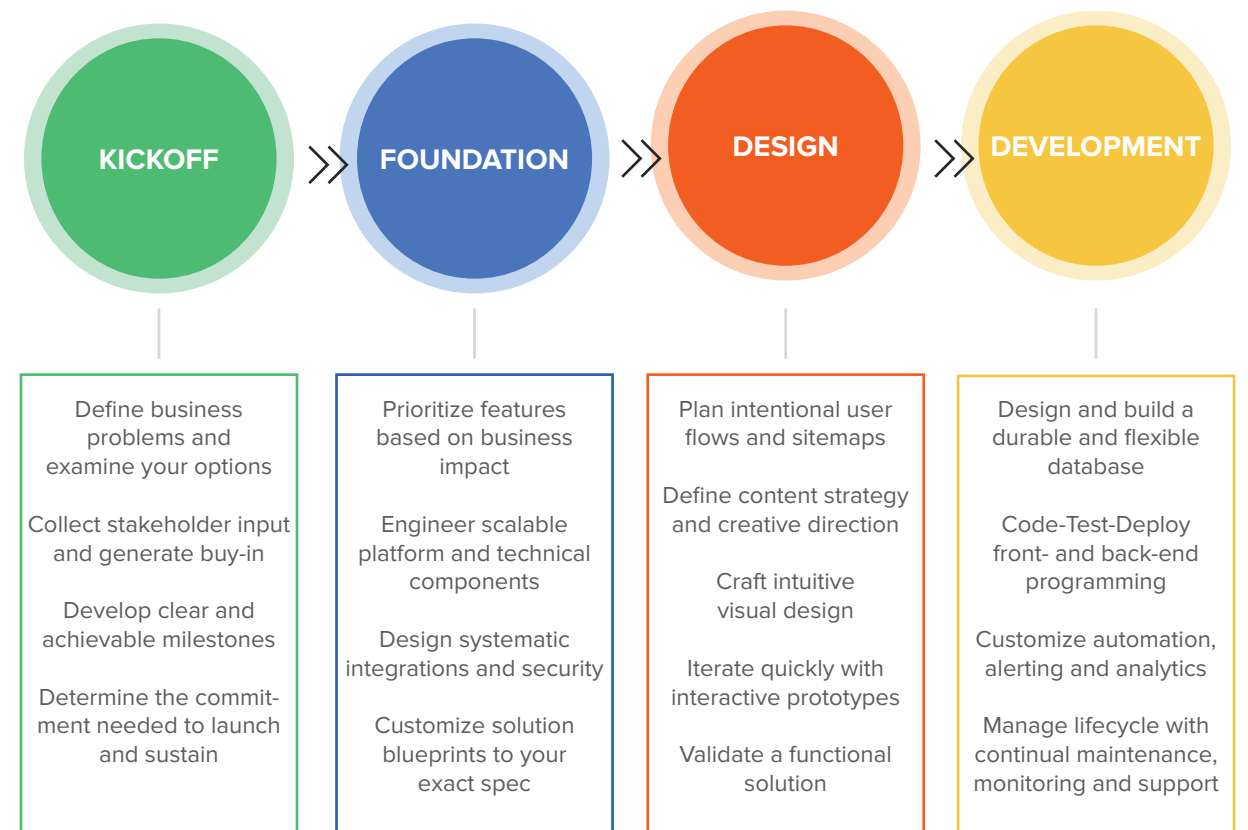 KICKOFF
FOUNDATION
DESIGN
DEVELOPMENT
Define business
problems and
examine your options
Collect stakeholder input
and generate buy-in
Develop clear and
achievable milestones
Determine the commit-
ment needed to launch
and sustain
Prioritize features
based on business
impact
Engineer scalable
platform and technical
components
Design systematic
integrations and security
Customize solution
blueprints to your
exact spec
Plan intentional user
flows and sitemaps
Define content strategy
and creative direction
Craft intuitive
visual design
Iterate quickly with
interactive prototypes
Validate a functional
solution
Design and build a
durable and flexible
database
Code-Test-Deploy
front- and back-end
programming
Customize automation,
alerting and analytics
Manage lifecycle with
continual maintenance,
monitoring and support